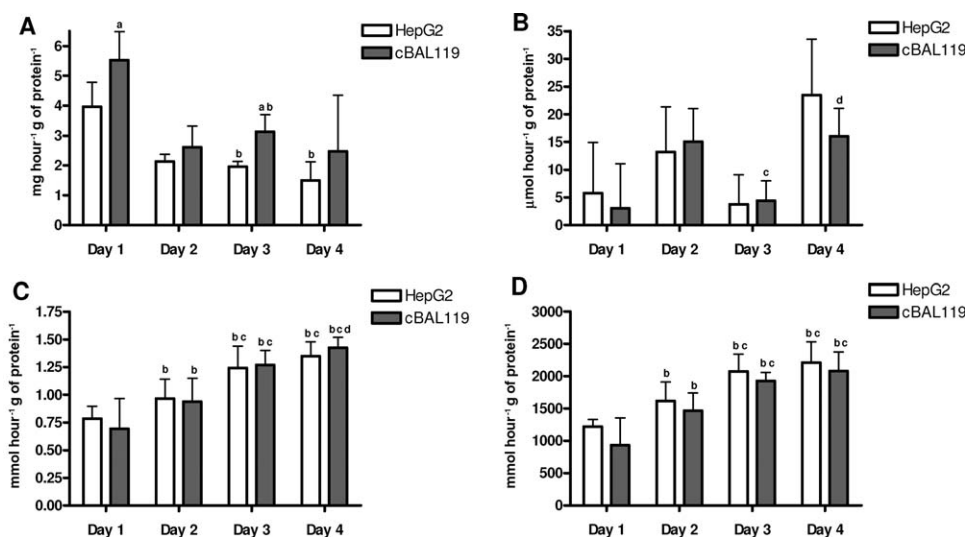 A
HepG2
cBAL119
mg hour⁻¹ g of protein⁻¹
6
5
4
3
2
1
0
a
b
a b
b
Day 1 Day 2 Day 3 Day 4
B
HepG2
cBAL119
μmol hour⁻¹ g of protein⁻¹
35
30
25
20
15
10
5
0
c
d
Day 1 Day 2 Day 3 Day 4
C
HepG2
cBAL119
mmol hour⁻¹ g of protein⁻¹
1.75
1.50
1.25
1.00
0.75
0.50
0.25
0.00
b b b c b c b c b c d
Day 1 Day 2 Day 3 Day 4
D
HepG2
cBAL119
mmol hour⁻¹ g of protein⁻¹
3000
2500
2000
1500
1000
500
0
b b b c b c b c b c
Day 1 Day 2 Day 3 Day 4